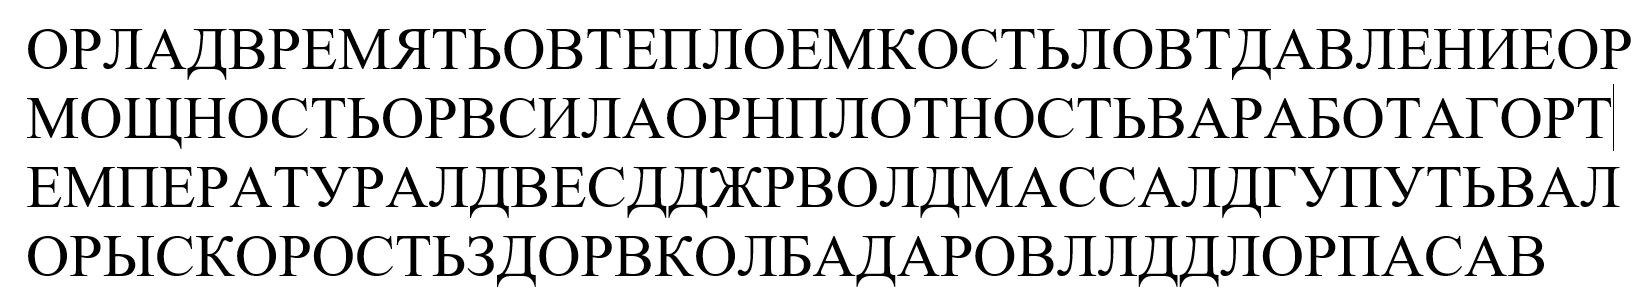 ОРЛАДВРЕМЯТЬОВТЕПЛОЕМКОСТЬЛОВТДАВЛЕНИЕОР
МОЩНОСТЬОРВСИЛАОРНПЛОТНОСТЬВАРАБОТАГОРТ
ЕМПЕРАТУРАЛДВЕСДДЖРВОЛДМАССАЛДГУПУТЬВАЛ
ОРЫСКОРОСТЬЗДОРВКОЛБАДАРОВЛЛДДЛОРПАСАВ